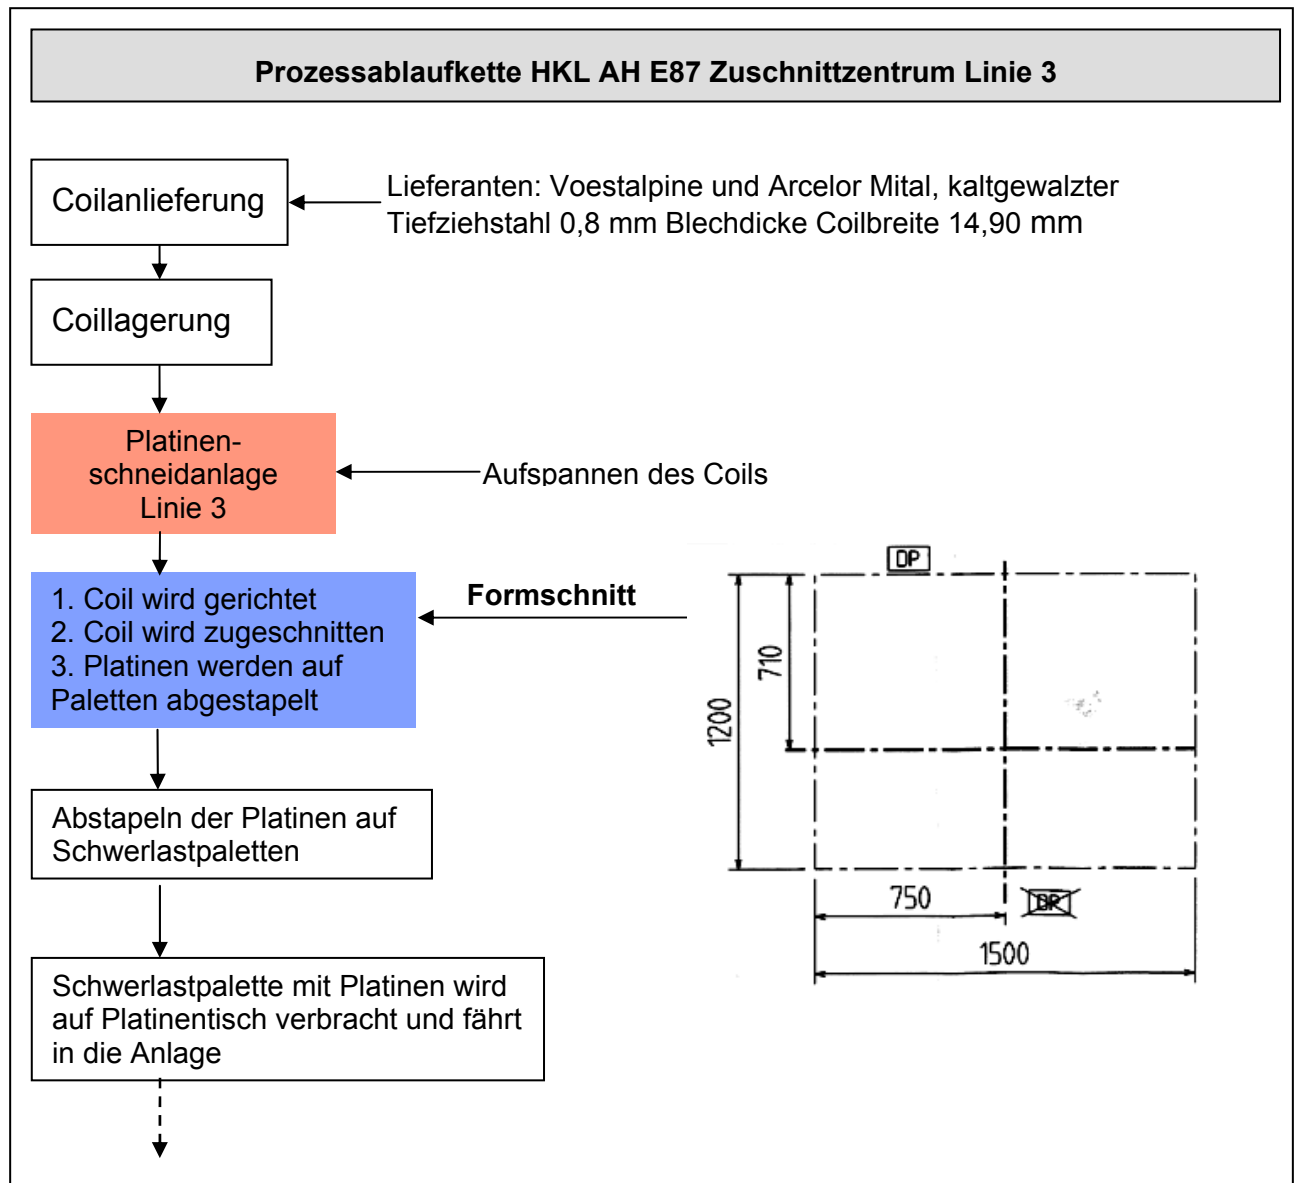 Prozessablaufkette HKL AH E87 Zuschnittzentrum Linie 3
Coilanlieferung
Lieferanten: Voestalpine und Arcelor Mital, kaltgewalzter
Tiefziehstahl 0,8 mm Blechdicke Coilbreite 14,90 mm
Coillagerung
Platinen-
schneidanlage
Linie 3
Aufspannen des Coils
1. Coil wird gerichtet
2. Coil wird zugeschnitten
3. Platinen werden auf
Paletten abgestapelt
Formschnitt
DP
710
1200
750
DP
1500
Abstapeln der Platinen auf
Schwerlastpaletten
Schwerlastpalette mit Platinen wird
auf Platinentisch verbracht und fährt
in die Anlage